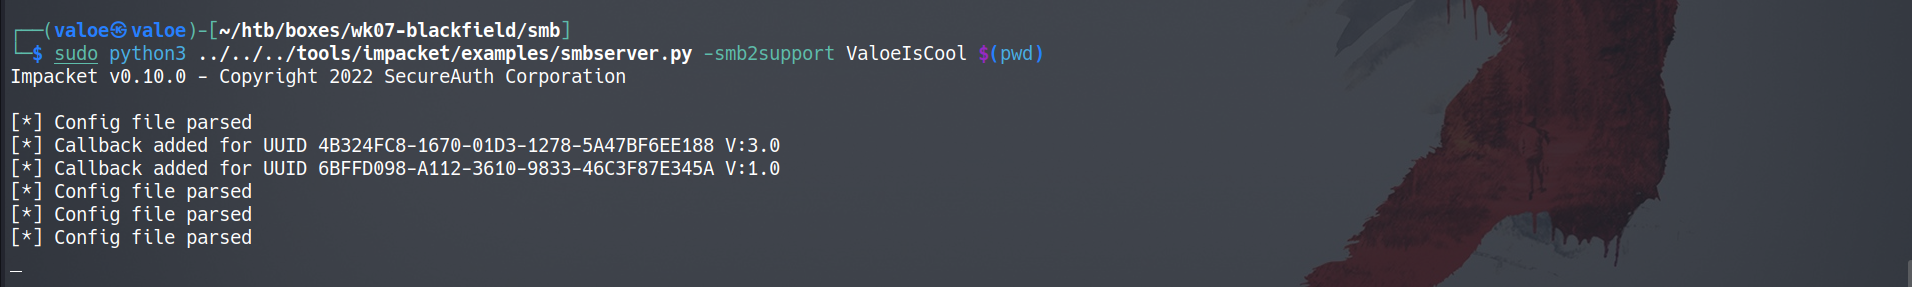 ┌──(valoe㉿valoe)-[~/htb/boxes/wk07-blackfield/smb]
└─$ sudo python3 ../../../tools/impacket/examples/smbserver.py -smb2support ValoeIsCool $(pwd)
Impacket v0.10.0 - Copyright 2022 SecureAuth Corporation
[*] Config file parsed
[*] Callback added for UUID 4B324FC8-1670-01D3-1278-5A47BF6EE188 V:3.0
[*] Callback added for UUID 6BFFD098-A112-3610-9833-46C3F87E345A V:1.0
[*] Config file parsed
[*] Config file parsed
[*] Config file parsed